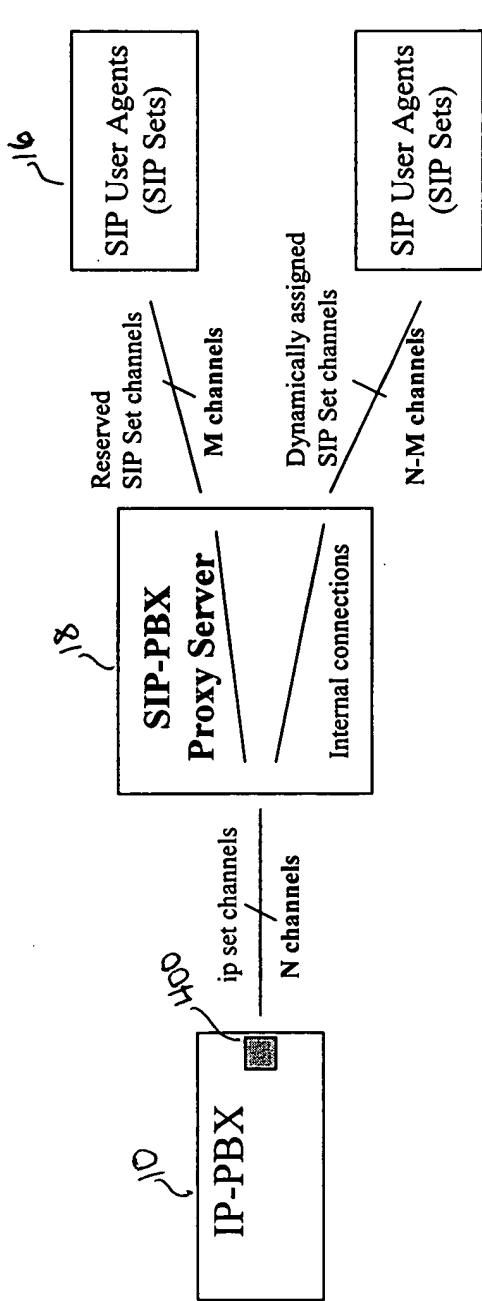 10
IP-PBX
400
ip set channels
N channels
18
SIP-PBX
Proxy Server
Internal connections
Reserved
SIP Set channels
M channels
Dynamically assigned
SIP Set channels
N-M channels
16
SIP User Agents
(SIP Sets)
SIP User Agents
(SIP Sets)